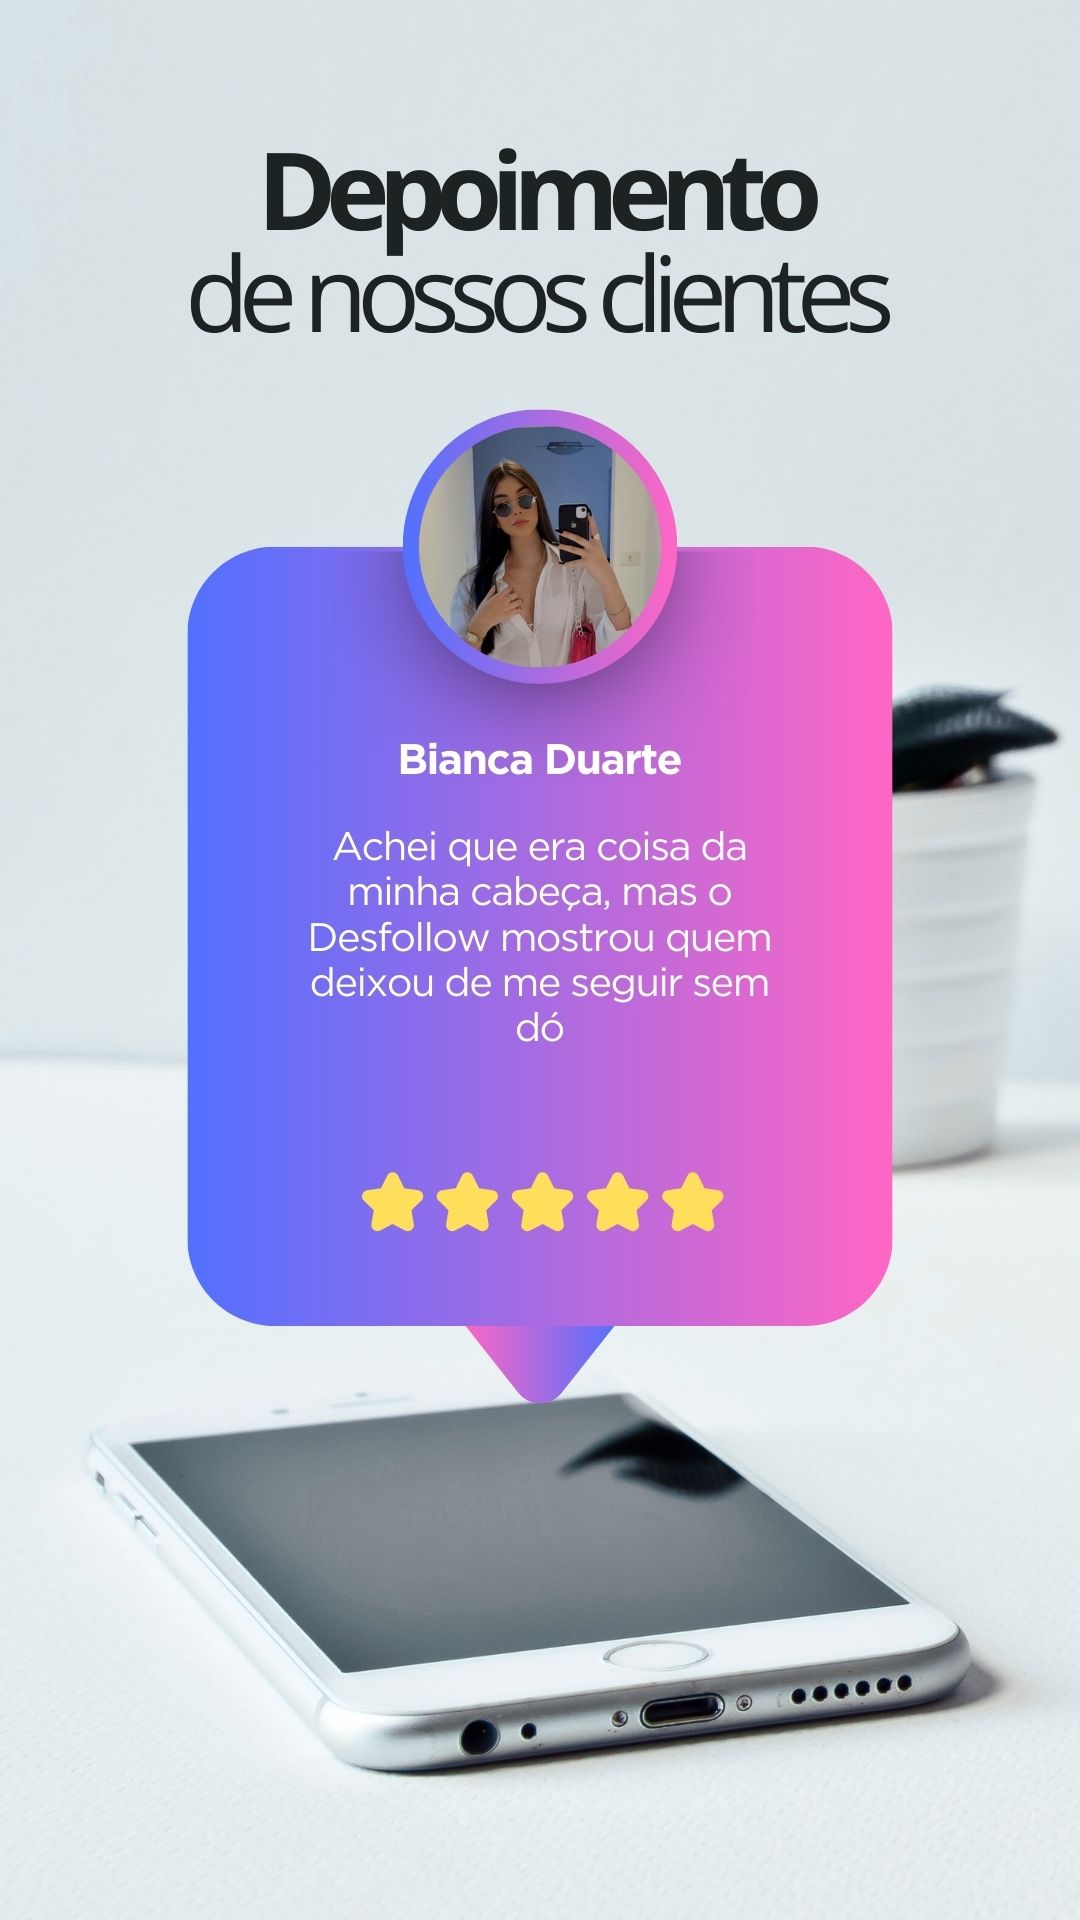 Depoimento
de nossos clientes
Bianca Duarte
Achei que era coisa da
minha cabeça, mas o
Desfollow mostrou quem
deixou de me seguir sem
dó